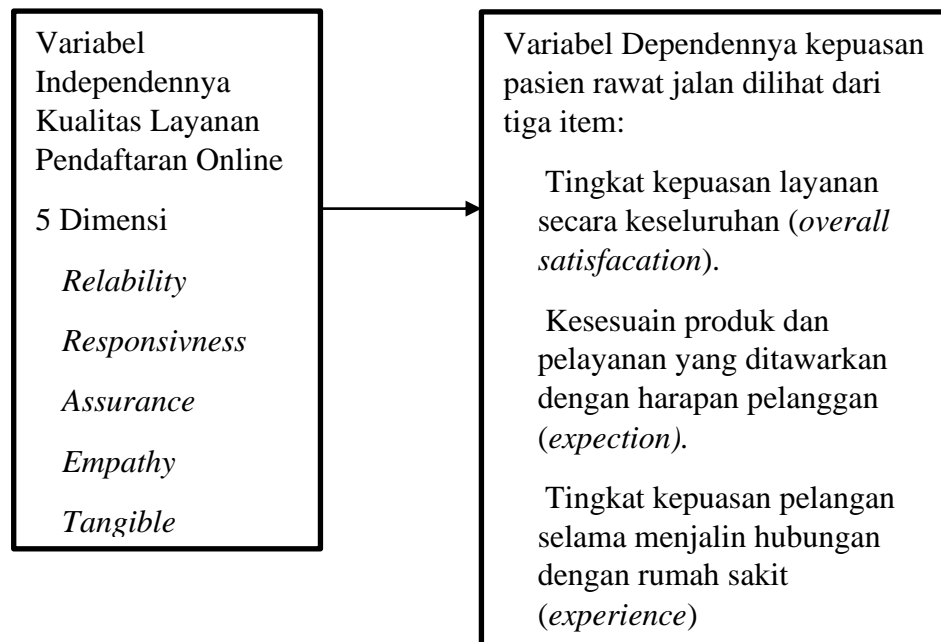 Variabel
Independennya
Kualitas Layanan
Pendaftaran Online
5 Dimensi
Relability
Responsivness
Assurance
Empathy
Tangible
Variabel Dependennya kepuasan
pasien rawat jalan dilihat dari
tiga item:
Tingkat kepuasan layanan
secara keseluruhan (overall
satisfacation).
Kesesuain produk dan
pelayanan yang ditawarkan
dengan harapan pelanggan
(expection).
Tingkat kepuasan pelangan
selama menjalin hubungan
dengan rumah sakit
(experience)